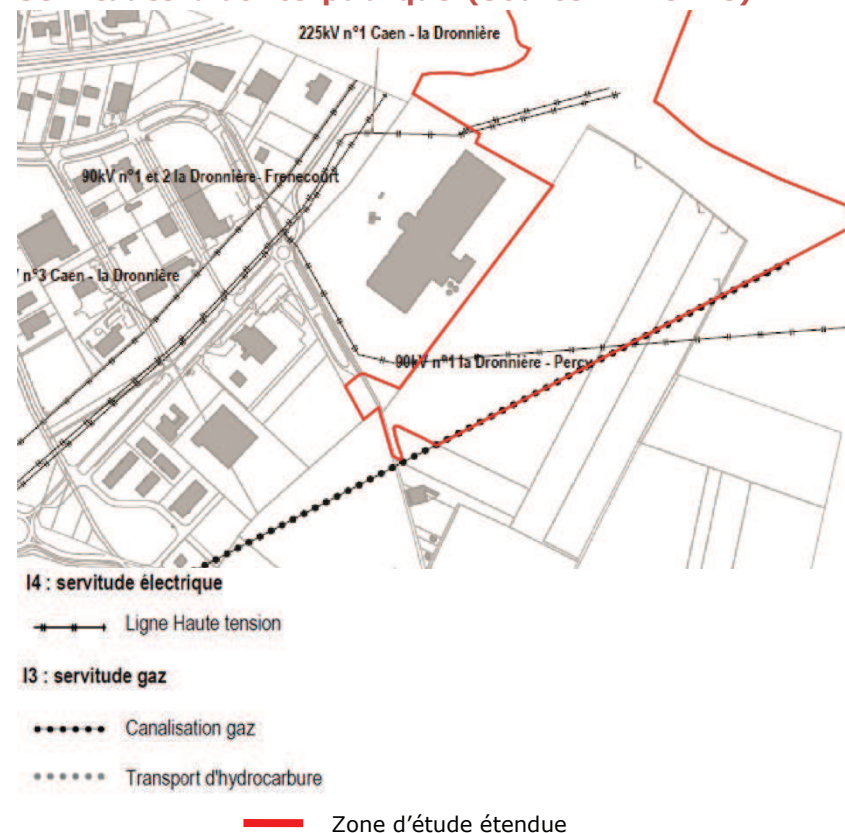 225kV n°1 Caen - la Dronnière
90kV n°1 et 2 la Dronnière- Frenecourt
n°3 Caen - la Dronnière
90kV n°1 la Dronnière - Percy
I4 : servitude électrique
Ligne Haute tension
I3 : servitude gaz
Canalisation gaz
Transport d'hydrocarbure
Zone d'étude étendue